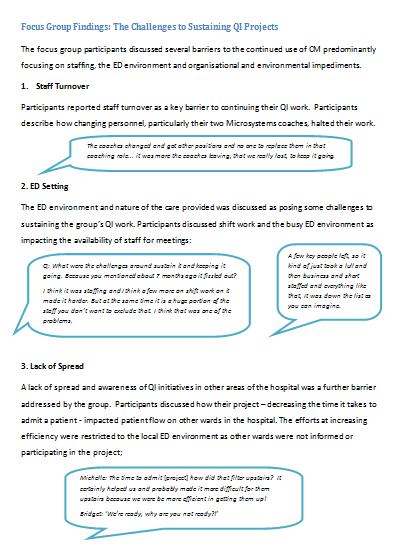 Focus Group Findings: The Challenges to Sustaining QI Projects
The focus group participants discussed several barriers to the continued use of CM predominantly
focusing on staffing, the ED environment and organisational and environmental impediments.
1. Staff Turnover
Participants reported staff turnover as a key barrier to continuing their QI work. Participants
describe how changing personnel, particularly their two Microsystems coaches, halted their work.
The coaches changed and got other positions and no one to replace them in that
coaching role... it was more the coaches leaving, that we really lost, to keep it going.
2. ED Setting
The ED environment and nature of the care provided was discussed as posing some challenges to
sustaining the group's QI work. Participants discussed shift work and the busy ED environment as
impacting the availability of staff for meetings:
Q: What were the challenges around sustain it and keeping it
going. Because you mentioned about 7 months ago it fizzled out?
I think it was staffing and I think a few more on shift work on it
made it harder. But at the same time it is a huge portion of the
staff you don't want to exclude that. I think that was one of the
problems.
A few key people left, so it
kind of just took a lull and
then business and short
staffed and everything like
that, it was down the list as
you can imagine.
3. Lack of Spread
A lack of spread and awareness of QI initiatives in other areas of the hospital was a further barrier
addressed by the group. Participants discussed how their project – decreasing the time it takes to
admit a patient - impacted patient flow on other wards in the hospital. The efforts at increasing
efficiency were restricted to the local ED environment as other wards were not informed or
participating in the project;
Michelle: The time to admit [project] how did that filter upstairs? It
certainly helped us and probably made it more difficult for them
upstairs because we were be more efficient in getting them up!
Bridget: 'We're ready, why are you not ready?!'